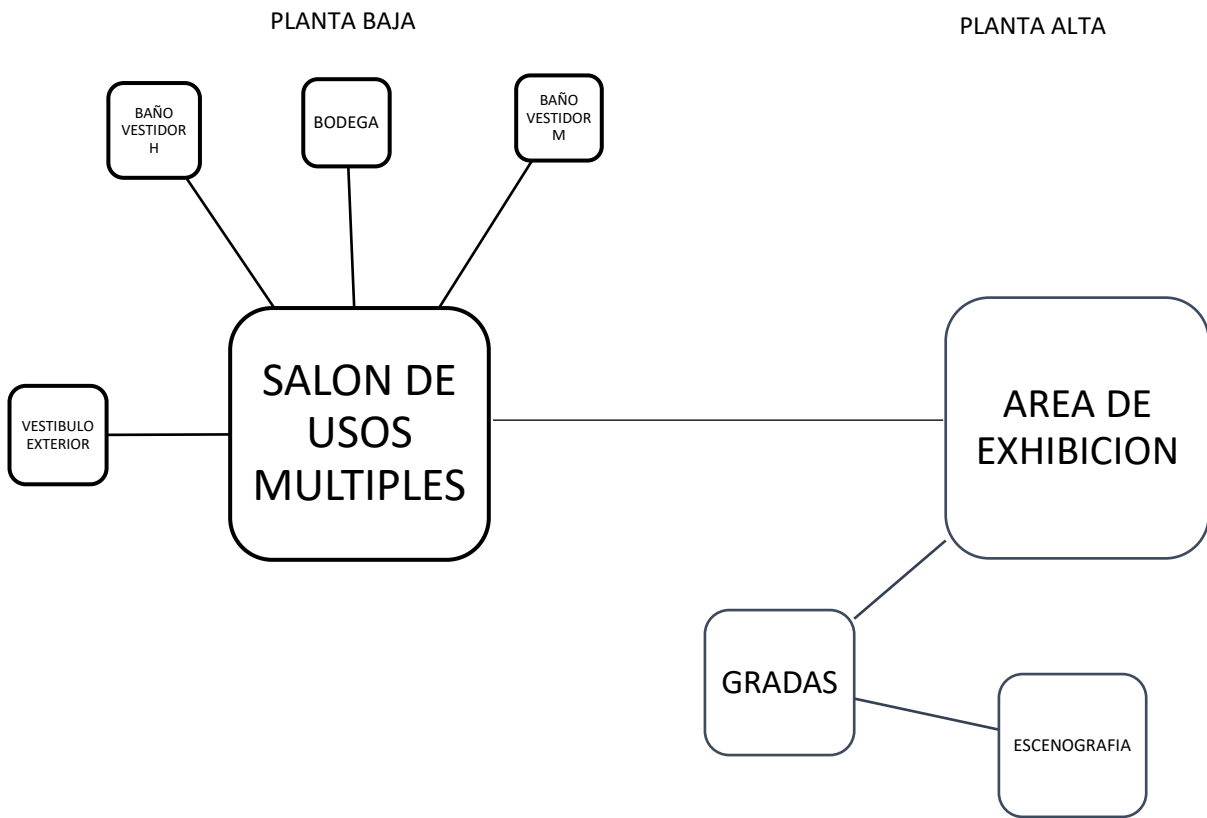 PLANTA BAJA
PLANTA ALTA
BAÑO
VESTIDOR
H
BODEGA
BAÑO
VESTIDOR
M
SALON DE
USOS
MULTIPLES
VESTIBULO
EXTERIOR
AREA DE
EXHIBICION
GRADAS
ESCENOGRAFIA